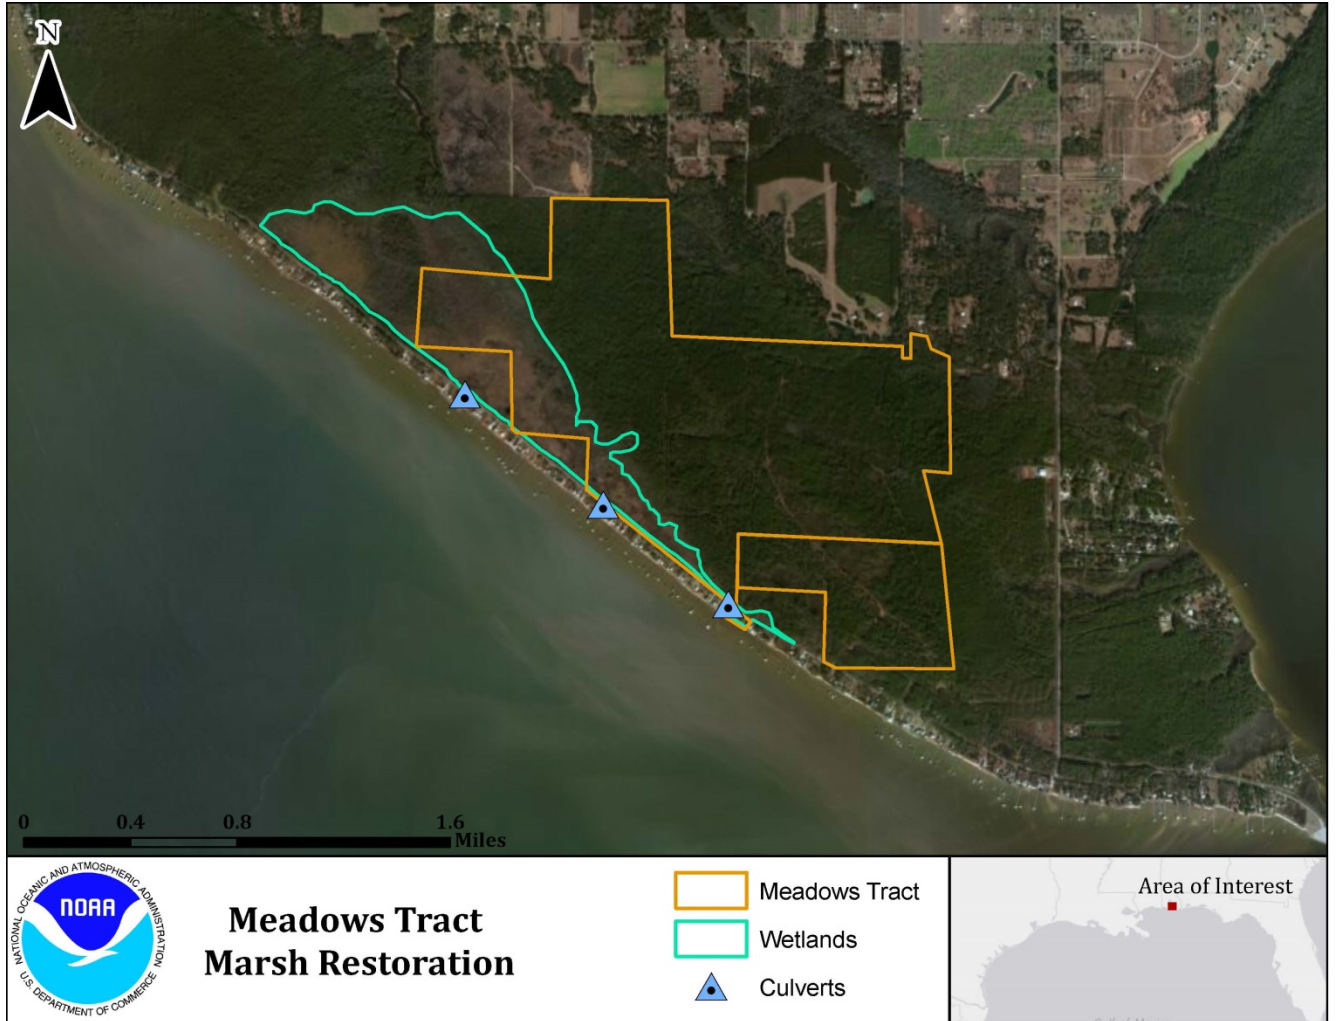 N
0 0.4 0.8 1.6
Miles
NATIONAL OCEANIC AND ATMOSPHERIC ADMINISTRATION
NOAA
U.S. DEPARTMENT OF COMMERCE
Meadows Tract
Marsh Restoration
Meadows Tract
Wetlands
Culverts
Area of Interest